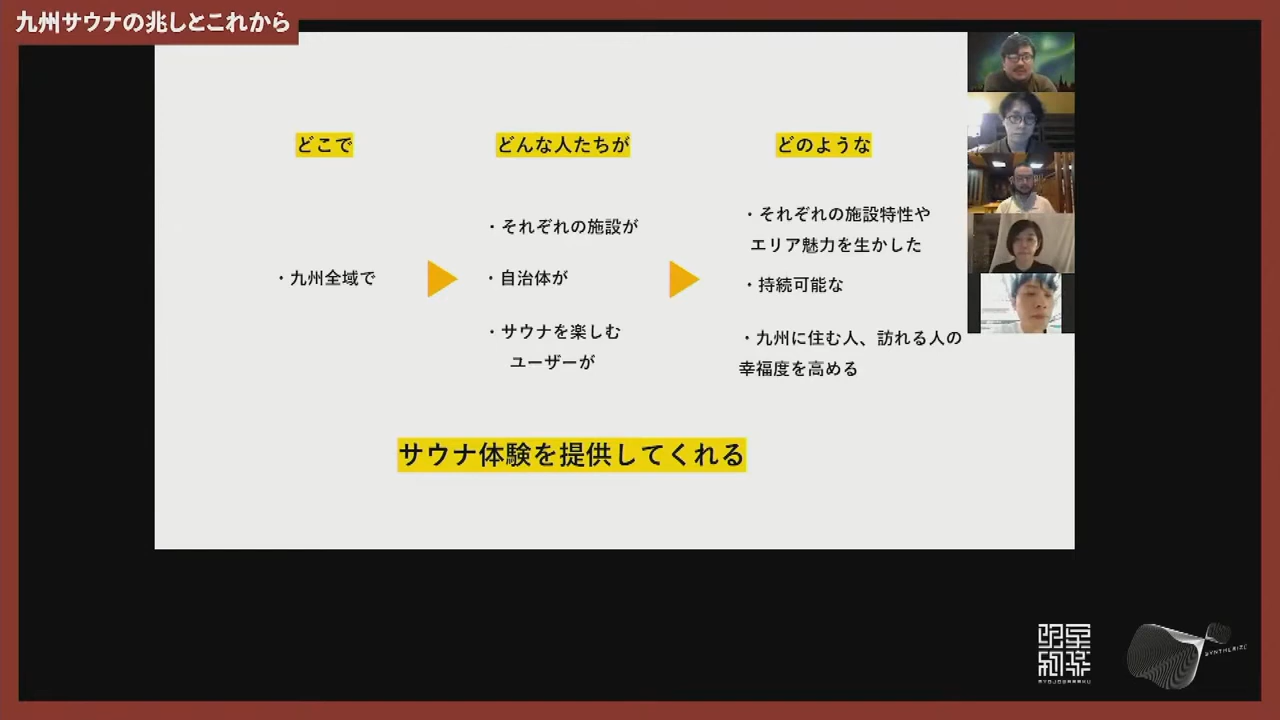 九州サウナの兆しとこれから
どこで
どんな人たちが
どのような
・九州全域で
・それぞれの施設が
・自治体が
・サウナを楽しむ
ユーザーが
・それぞれの施設特性や
エリア魅力を生かした
・持続可能な
・九州に住む人、訪れる人の
幸福度を高める
サウナ体験を提供してくれる
SYNTHESIZE